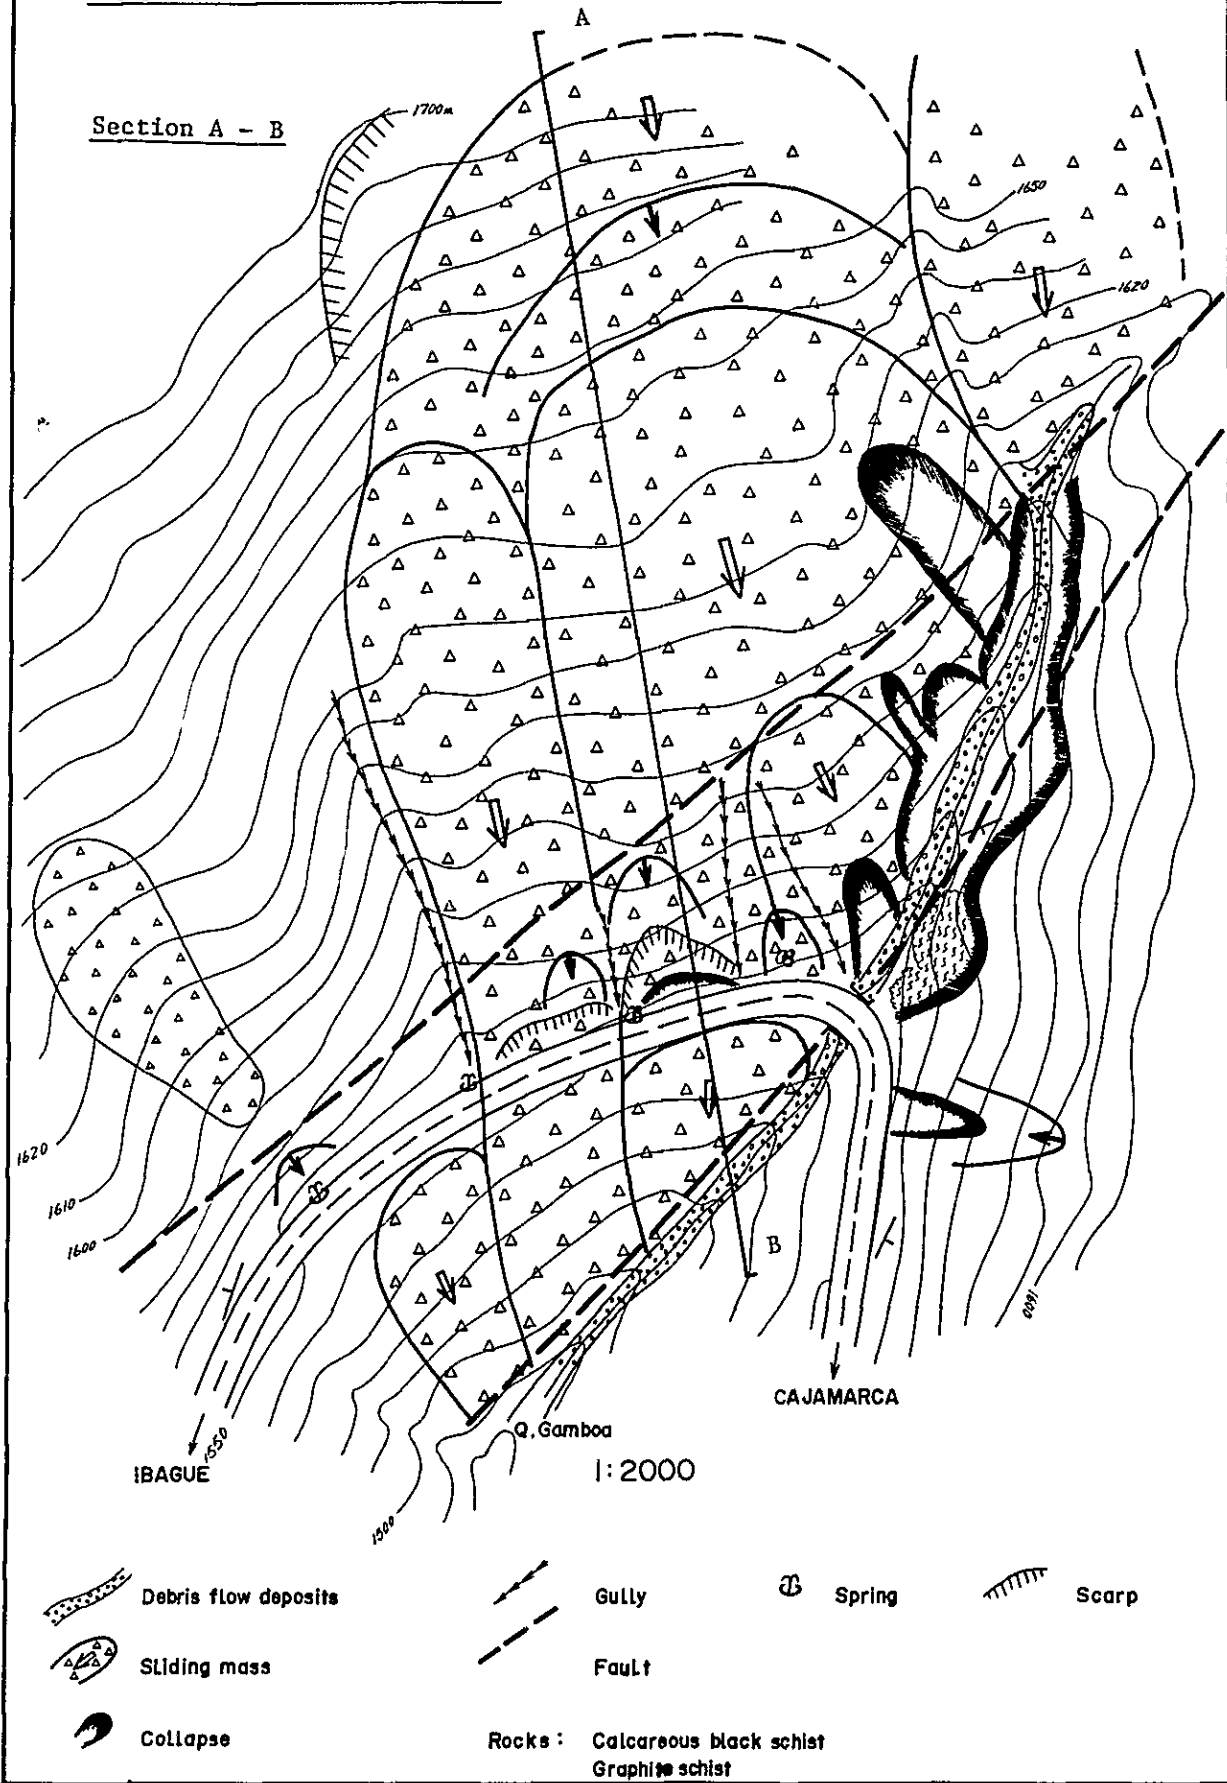 A
Section A - B
1700m
1650
1620
1620
1610
1600
B
1600
CAJAMARCA
Q. Gamboa
1550
IBAGUE
1:2000
1500
Debris flow deposits
Gully
Spring
Scarp
Sliding mass
Fault
Collapse
Rocks : Calcareous black schist
Graphite schist